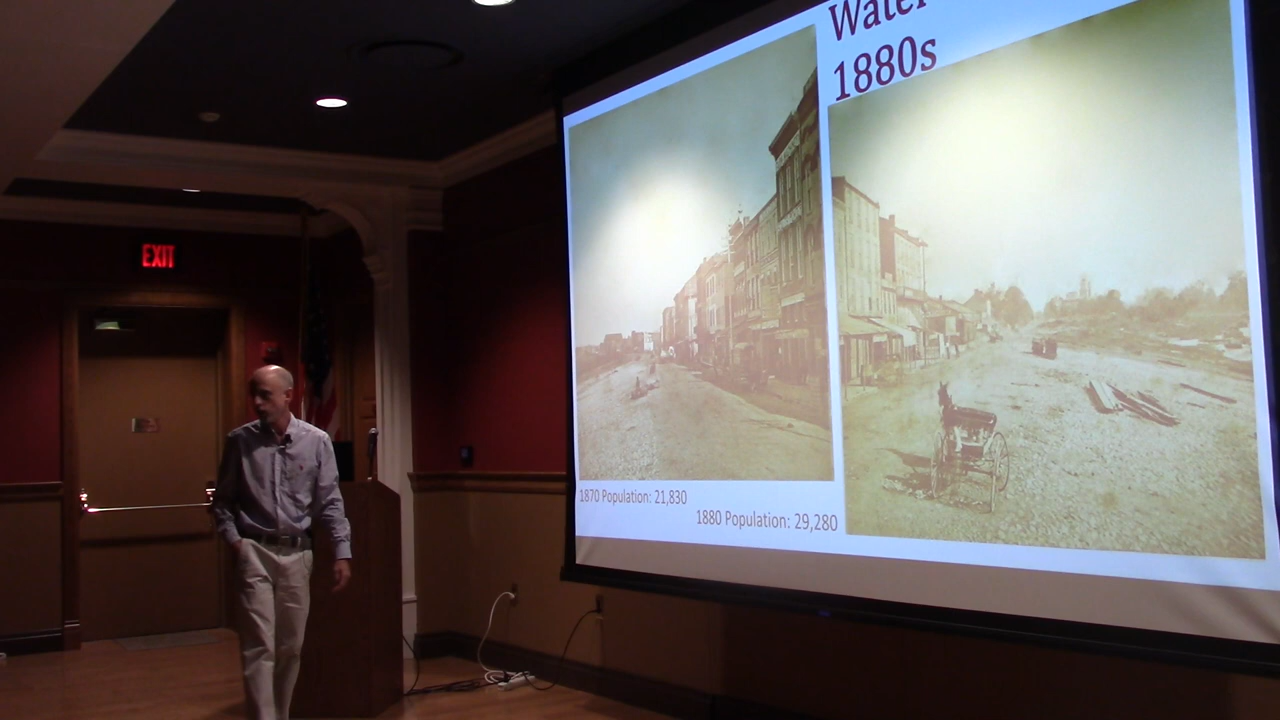 Water
1880s
EXIT
1870 Population: 21,830
1880 Population: 29,280